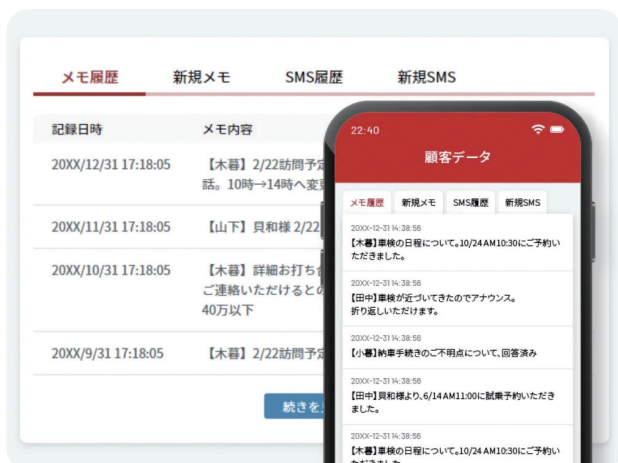 メモ履歴 新規メモ SMS履歴 新規SMS
記録日時 メモ内容
20XX/12/31 17:18:05 【木暮】2/22訪問予定
話。10時→14時へ変更
20XX/11/31 17:18:05 【山下】貝和様 2/22
20XX/10/31 17:18:05 【木暮】詳細お打ち合
ご連絡いただけるとの
40万以下
20XX/9/31 17:18:05 【木暮】2/22訪問予定
続きを
22:40
顧客データ
メモ履歴 新規メモ SMS履歴 新規SMS
20XX-12-31 14:38:56
【木暮】車検の日程について。10/24 AM10:30にご予約い
ただきました。
20XX-12-31 14:38:56
【田中】車検が近づいてきたのでアナウンス。
折り返しいただけます。
20XX-12-31 14:38:56
【小暮】納車手続きのご不明点について、回答済み
20XX-12-31 14:38:56
【田中】貝和様より、6/14 AM11:00に試乗予約いただき
ました。
20XX-12-31 14:38:56
【木暮】車検の日程について。10/24 AM10:30にご予約い
ただきました